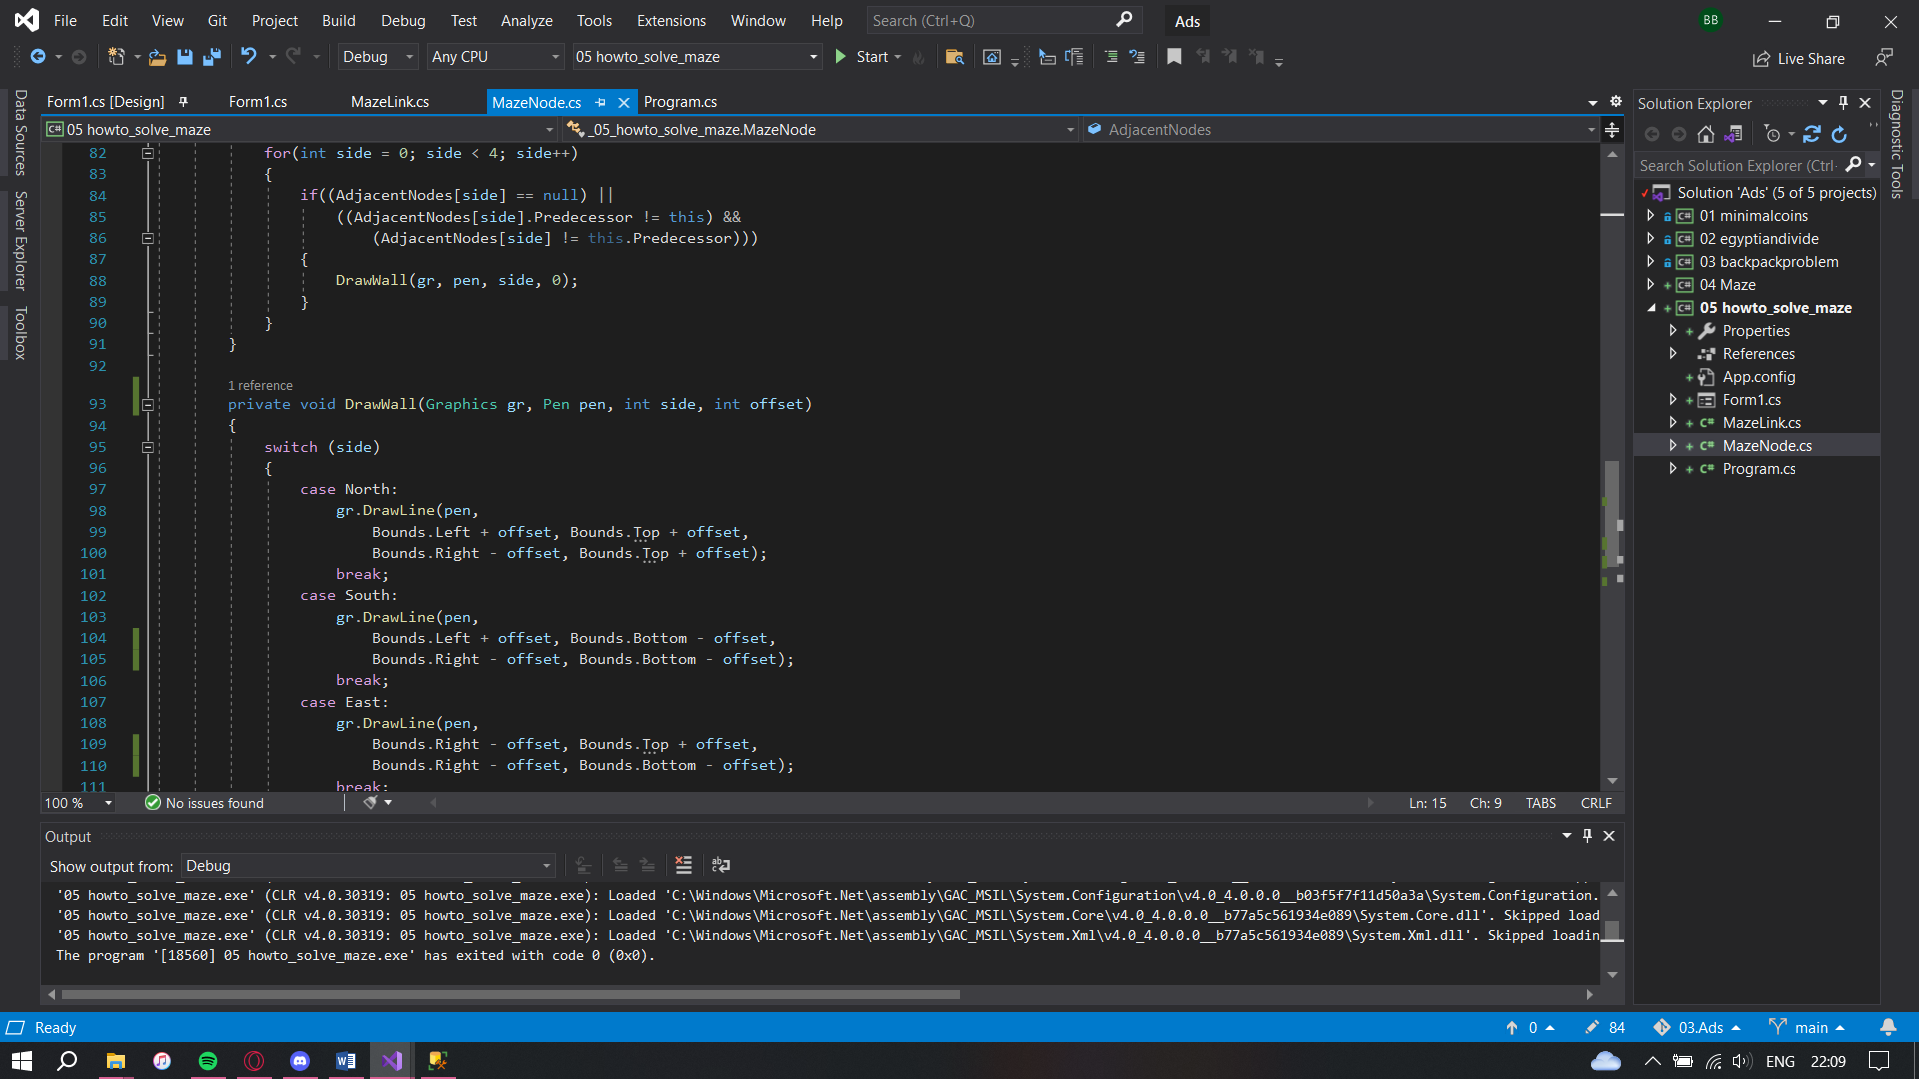 File Edit View Git Project Build Debug Test Analyze Tools Extensions Window Help Search (Ctrl+Q) Ads BB
Debug Any CPU 05 howto_solve_maze Start Live Share
Form1.cs [Design] Form1.cs MazeLink.cs MazeNode.cs Program.cs
05 howto_solve_maze _05_howto_solve_maze.MazeNode AdjacentNodes
Data Sources
Server Explorer
Toolbox
82 for(int side = 0; side < 4; side++)
83 {
84 if((AdjacentNodes[side] == null) ||
85 ((AdjacentNodes[side].Predecessor != this) &&
86 (AdjacentNodes[side] != this.Predecessor)))
87 {
88 DrawWall(gr, pen, side, 0);
89 }
90 }
91 }
92
1 reference
93 private void DrawWall(Graphics gr, Pen pen, int side, int offset)
94 {
95 switch (side)
96 {
97 case North:
98 gr.DrawLine(pen,
99 Bounds.Left + offset, Bounds.Top + offset,
100 Bounds.Right - offset, Bounds.Top + offset);
101 break;
102 case South:
103 gr.DrawLine(pen,
104 Bounds.Left + offset, Bounds.Bottom - offset,
105 Bounds.Right - offset, Bounds.Bottom - offset);
106 break;
107 case East:
108 gr.DrawLine(pen,
109 Bounds.Right - offset, Bounds.Top + offset,
110 Bounds.Right - offset, Bounds.Bottom - offset);
111 break;
100 % No issues found Ln: 15 Ch: 9 TABS CRLF
Output
Show output from: Debug
'05 howto_solve_maze.exe' (CLR v4.0.30319: 05 howto_solve_maze.exe): Loaded 'C:\Windows\Microsoft.Net\assembly\GAC_MSIL\System.Configuration\v4.0_4.0.0.0__b03f5f7f11d50a3a\System.Configuration.
'05 howto_solve_maze.exe' (CLR v4.0.30319: 05 howto_solve_maze.exe): Loaded 'C:\Windows\Microsoft.Net\assembly\GAC_MSIL\System.Core\v4.0_4.0.0.0__b77a5c561934e089\System.Core.dll'. Skipped load
'05 howto_solve_maze.exe' (CLR v4.0.30319: 05 howto_solve_maze.exe): Loaded 'C:\Windows\Microsoft.Net\assembly\GAC_MSIL\System.Xml\v4.0_4.0.0.0__b77a5c561934e089\System.Xml.dll'. Skipped loadin
The program '[18560] 05 howto_solve_maze.exe' has exited with code 0 (0x0).
Solution Explorer
Search Solution Explorer (Ctrl-
Solution 'Ads' (5 of 5 projects)
C# 01 minimalcoins
C# 02 egyptiandivide
C# 03 backpackproblem
C# 04 Maze
C# 05 howto_solve_maze
Properties
References
App.config
Form1.cs
C# MazeLink.cs
C# MazeNode.cs
C# Program.cs
Diagnostic Tools
Ready 0 84 03.Ads main
ENG 22:09